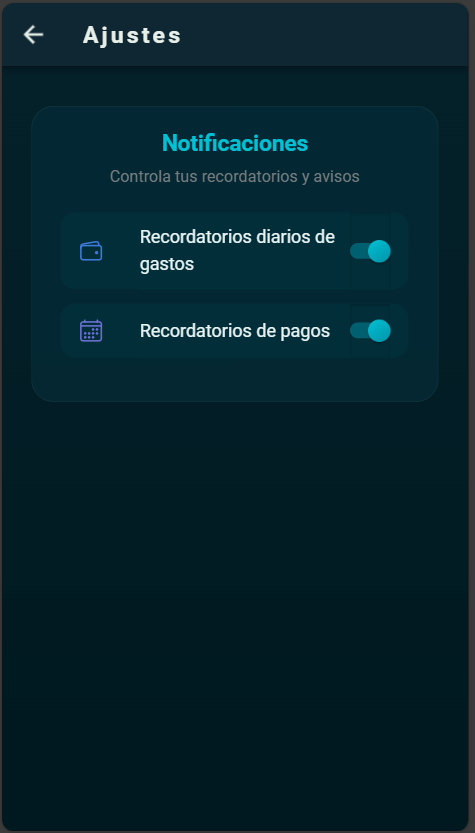 Ajustes
Notificaciones
Controla tus recordatorios y avisos
Recordatorios diarios de
gastos
Recordatorios de pagos